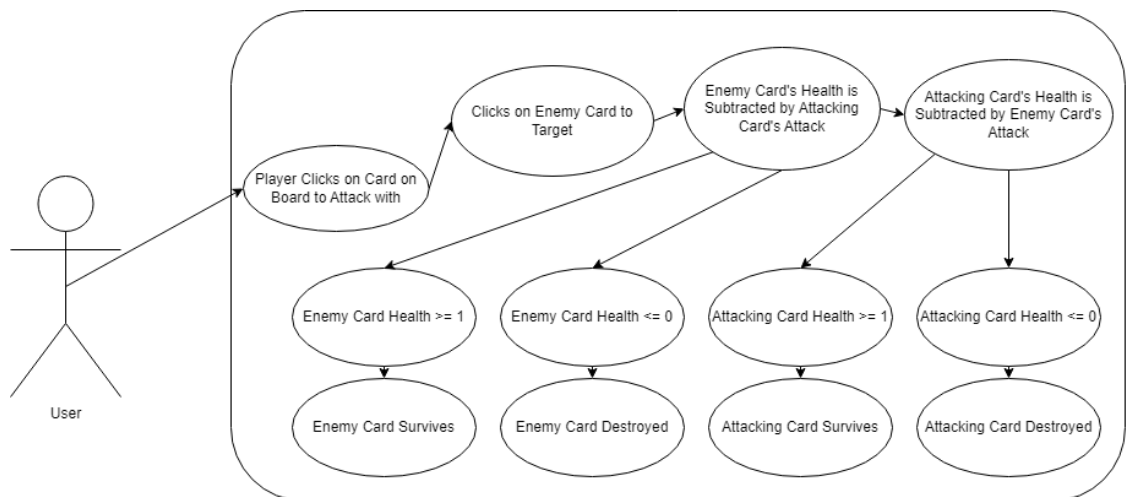 Enemy Card's Health is
Subtracted by Attacking
Card's Attack
Attacking Card's Health is
Subtracted by Enemy Card's
Attack
Clicks on Enemy Card to
Target
Player Clicks on Card on
Board to Attack with
Enemy Card Health >= 1
Enemy Card Health <= 0
Attacking Card Health >= 1
Attacking Card Health <= 0
User
Enemy Card Survives
Enemy Card Destroyed
Attacking Card Survives
Attacking Card Destroyed